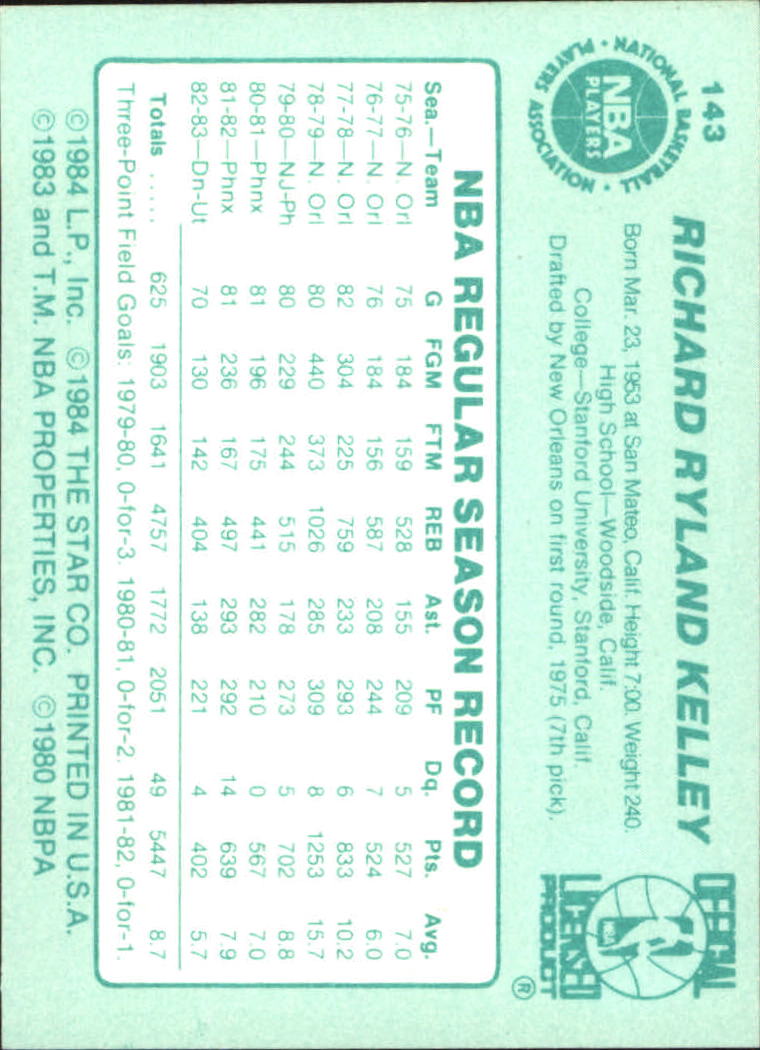 143
NATIONAL BASKETBALL PLAYERS ASSOCIATION
NBA
PLAYERS
RICHARD RYLAND KELLEY
Born Mar. 23, 1953 at San Mateo, Calif. Height 7:00. Weight 240.
High School—Woodside, Calif.
College—Stanford University, Stanford, Calif.
Drafted by New Orleans on first round, 1975 (7th pick).
OFFICIAL
NBA
LICENSED
PRODUCT
®
NBA REGULAR SEASON RECORD
Sea.—Team G FGM FTM REB Ast. PF Dq. Pts. Avg.
75-76—N. Orl 75 184 159 528 155 209 5 527 7.0
76-77—N. Orl 76 184 156 587 208 244 7 524 6.0
77-78—N. Orl 82 304 225 759 233 293 6 833 10.2
78-79—N. Orl 80 440 373 1026 285 309 8 1253 15.7
79-80—NJ-Ph 80 229 244 515 178 273 5 702 8.8
80-81—Phnx 81 196 175 441 282 210 0 567 7.0
81-82—Phnx 81 236 167 497 293 292 14 639 7.9
82-83—Dn-Ut 70 130 142 404 138 221 4 402 5.7
Totals ..... 625 1903 1641 4757 1772 2051 49 5447 8.7
Three-Point Field Goals: 1979-80, 0-for-3. 1980-81, 0-for-2. 1981-82, 0-for-1.
©1984 L.P., Inc. ©1984 THE STAR CO. PRINTED IN U.S.A.
©1983 and T.M. NBA PROPERTIES, INC. ©1980 NBPA